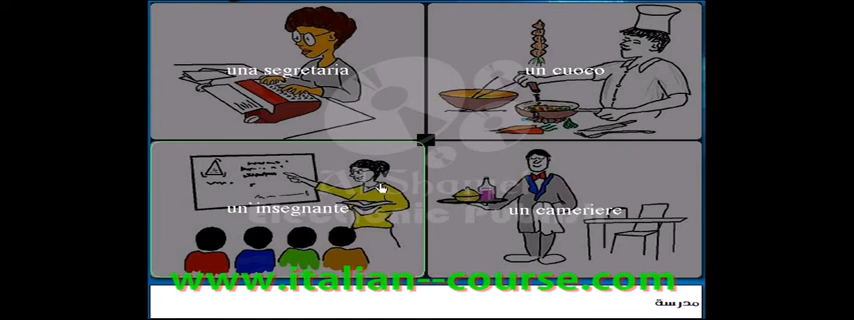 una segretaria
un cuoco
un'insegnante
un cameriere
www.italian--course.com
مدرسة